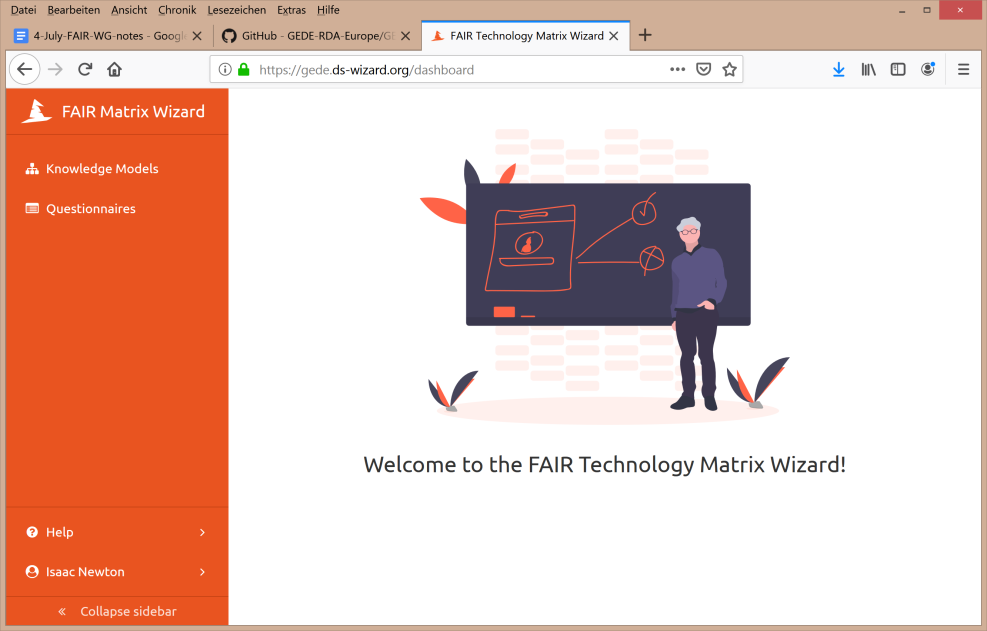 Datei Bearbeiten Ansicht Chronik Lesezeichen Extras Hilfe
4-July-FAIR-WG-notes - Google
GitHub - GEDE-RDA-Europe/GE
FAIR Technology Matrix Wizard
https://gede.ds-wizard.org/dashboard
FAIR Matrix Wizard
Knowledge Models
Questionnaires
Welcome to the FAIR Technology Matrix Wizard!
Help
Isaac Newton
Collapse sidebar